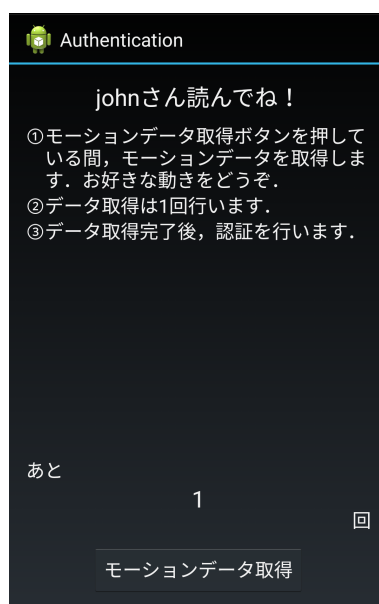 Authentication
johnさん読んでね！
①モーションデータ取得ボタンを押して
いる間，モーションデータを取得しま
す．お好きな動きをどうぞ．
②データ取得は1回行います．
③データ取得完了後，認証を行います．
あと
1
回
モーションデータ取得